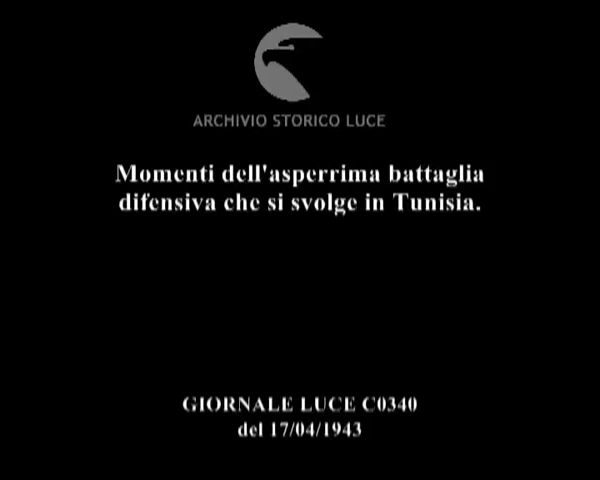 ARCHIVIO STORICO LUCE
Momenti dell'asperrima battaglia
difensiva che si svolge in Tunisia.
GIORNALE LUCE C0340
del 17/04/1943